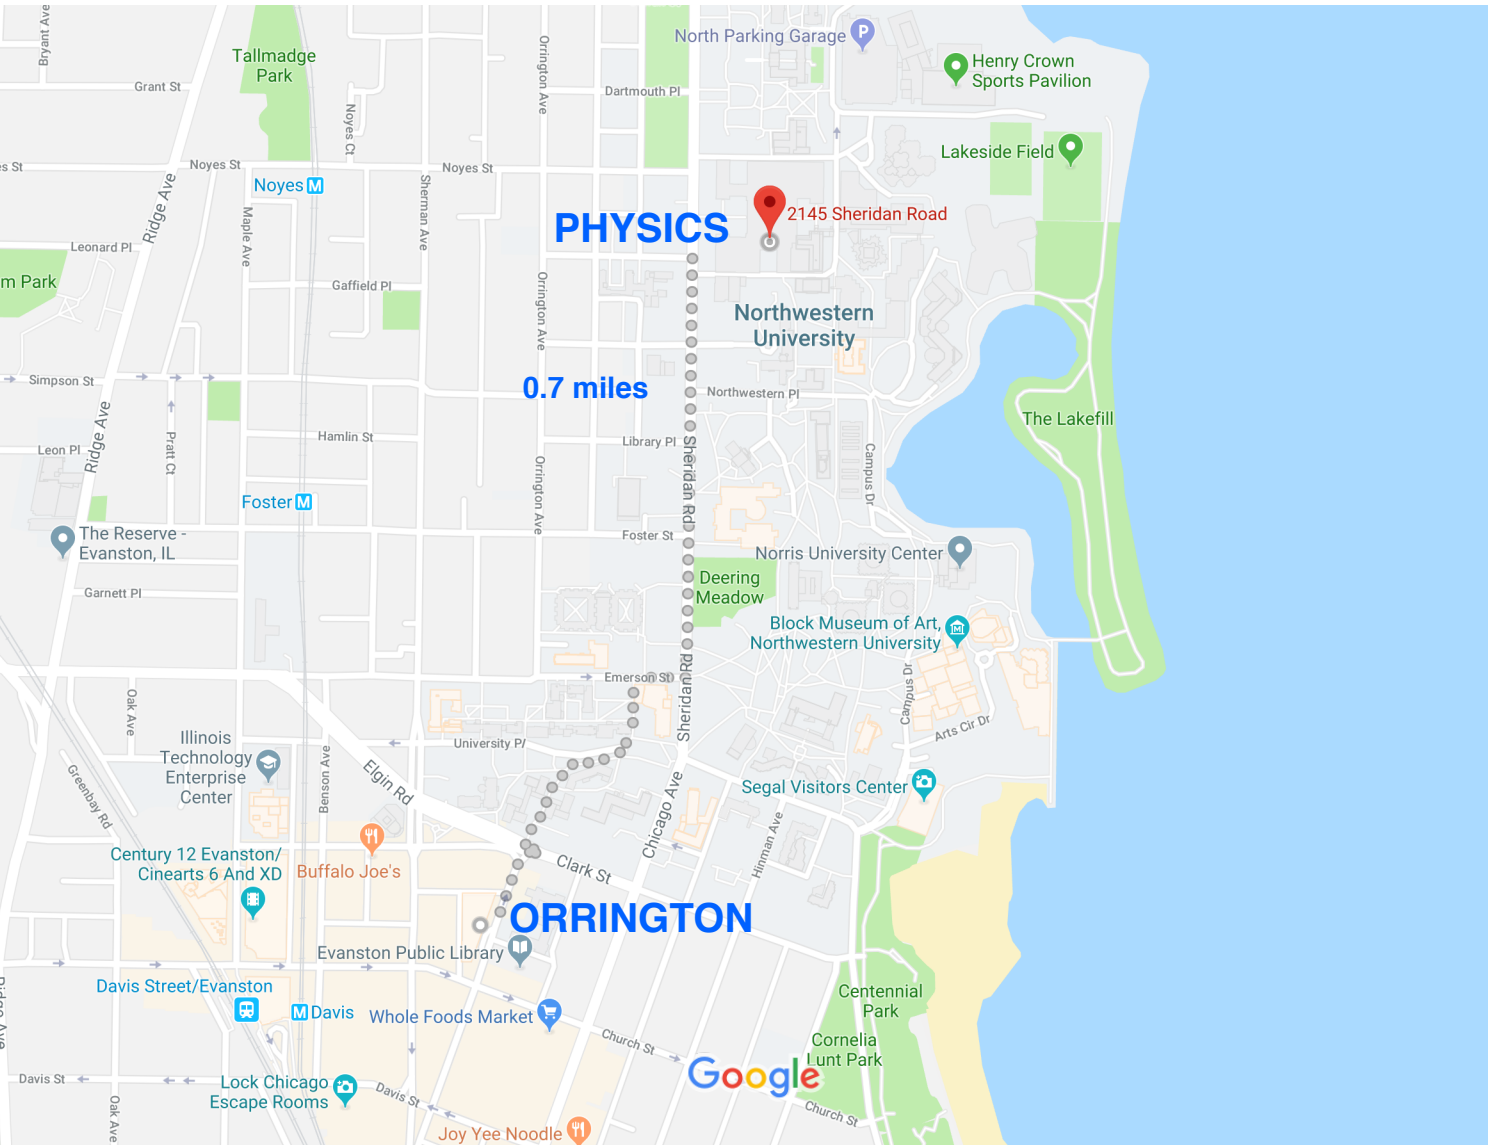 Bryant Ave
Tallmadge
Park
Orrington Ave
North Parking Garage
P
Henry Crown
Sports Pavilion
Grant St
Dartmouth Pl
Noyes Ct
Lakeside Field
Noyes St
Noyes St
Noyes M
Ridge Ave
Sherman Ave
Maple Ave
2145 Sheridan Road
PHYSICS
Leonard Pl
m Park
Gaffield Pl
Orrington Ave
Northwestern
University
Simpson St
0.7 miles
Northwestern Pl
The Lakefill
Ridge Ave
Pratt Ct
Hamlin St
Leon Pl
Library Pl
Sheridan Rd
Campus Dr
Orrington Ave
Foster M
The Reserve -
Evanston, IL
Foster St
Norris University Center
Deering
Meadow
Garnett Pl
Block Museum of Art,
Northwestern University
M
Emerson St
Sheridan Rd
Campus Dr
Oak Ave
Arts Cir Dr
Illinois
Technology
Enterprise
Center
University Pl
Benson Ave
Elgin Rd
Greenbay Rd
Segal Visitors Center
Chicago Ave
Hinman Ave
Buffalo Joe's
Century 12 Evanston/
Cinearts 6 And XD
Clark St
ORRINGTON
Evanston Public Library
Davis Street/Evanston
M Davis
Ridge Ave
Whole Foods Market
Centennial
Park
Church St
Cornelia
Lunt Park
Google
Davis St
Lock Chicago
Escape Rooms
Davis St
Oak Ave
Church St
Joy Yee Noodle